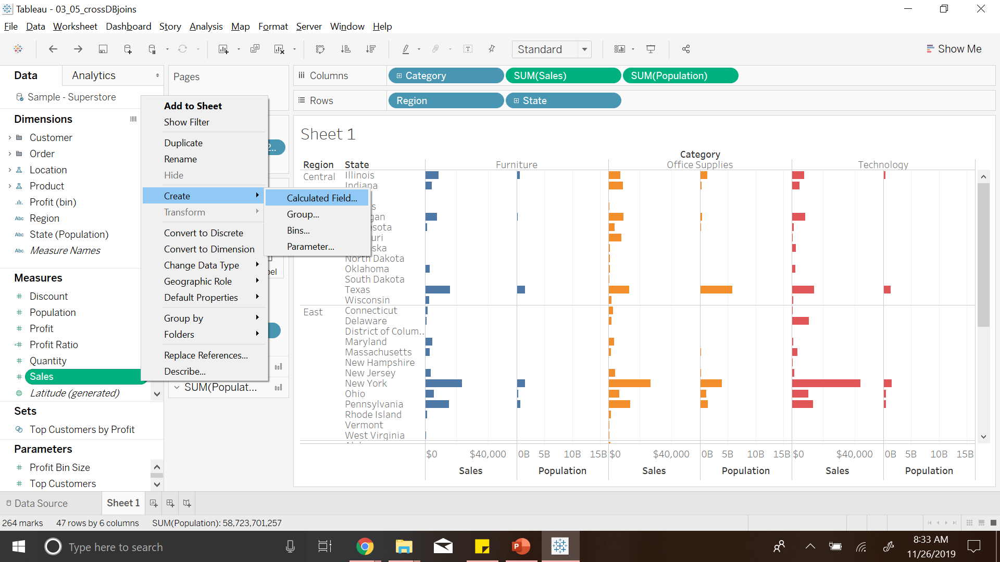 Tableau - 03_05_crossDBjoins
File Data Worksheet Dashboard Story Analysis Map Format Server Window Help
Standard
Show Me
Data
Analytics
Pages
Columns
Category
SUM(Sales)
SUM(Population)
Rows
Region
State
Sample - Superstore
Dimensions
Customer
Order
Location
Product
Profit (bin)
Abc Region
Abc State (Population)
Abc Measure Names
Measures
Discount
Population
Profit
Profit Ratio
Quantity
Sales
Latitude (generated)
Sets
Top Customers by Profit
Parameters
Profit Bin Size
Top Customers
Add to Sheet
Show Filter
Duplicate
Rename
Hide
Create
Transform
Convert to Discrete
Convert to Dimension
Change Data Type
Geographic Role
Default Properties
Group by
Folders
Replace References...
Describe...
Calculated Field...
Group...
Bins...
Parameter...
SUM(Populat...
Sheet 1
Category
Region State Furniture Office Supplies Technology
Central Illinois
Indiana
North Dakota
Oklahoma
South Dakota
Texas
Wisconsin
East Connecticut
Delaware
District of Colum..
Maryland
Massachusetts
New Hampshire
New Jersey
New York
Ohio
Pennsylvania
Rhode Island
Vermont
West Virginia
$0 $40,000 0B 5B 10B 15B $0 $40,000 0B 5B 10B 15B $0 $40,000 0B 5B 10B 15B
Sales Population Sales Population Sales Population
Data Source
Sheet 1
264 marks 47 rows by 6 columns SUM(Population): 58,723,701,257
Type here to search
8:33 AM
11/26/2019